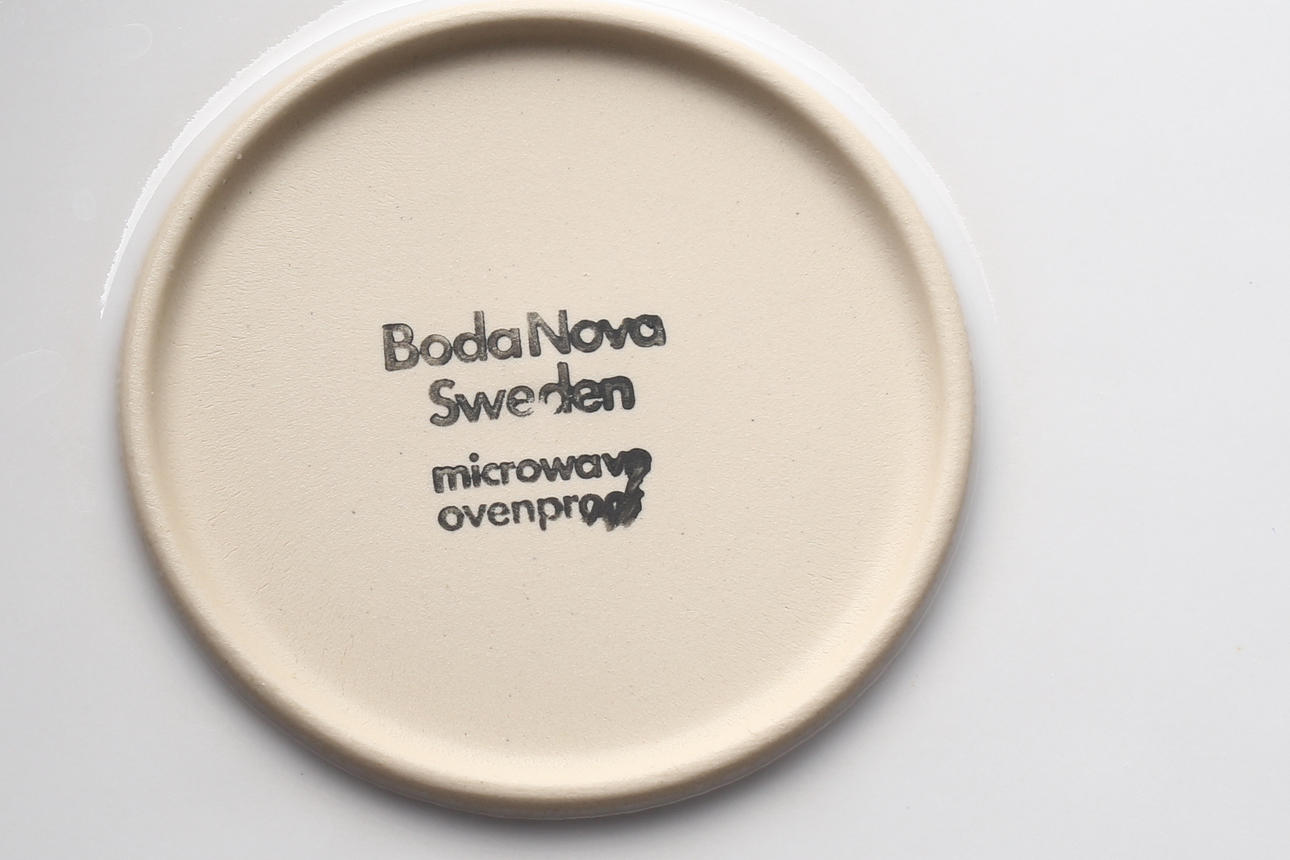 Boda Nova
Sweden
microwave
ovenproof